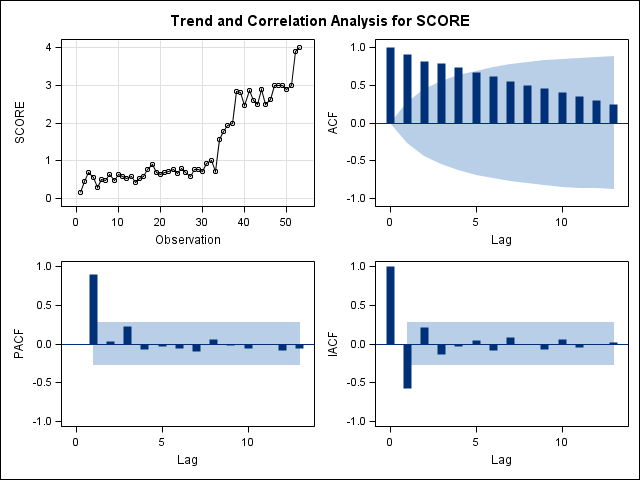 Trend and Correlation Analysis for SCORE
SCORE
4
3
2
1
0
0 10 20 30 40 50
Observation
ACF
1.0
0.5
0.0
-0.5
-1.0
0 5 10
Lag
PACF
1.0
0.5
0.0
-0.5
-1.0
0 5 10
Lag
IACF
1.0
0.5
0.0
-0.5
-1.0
0 5 10
Lag